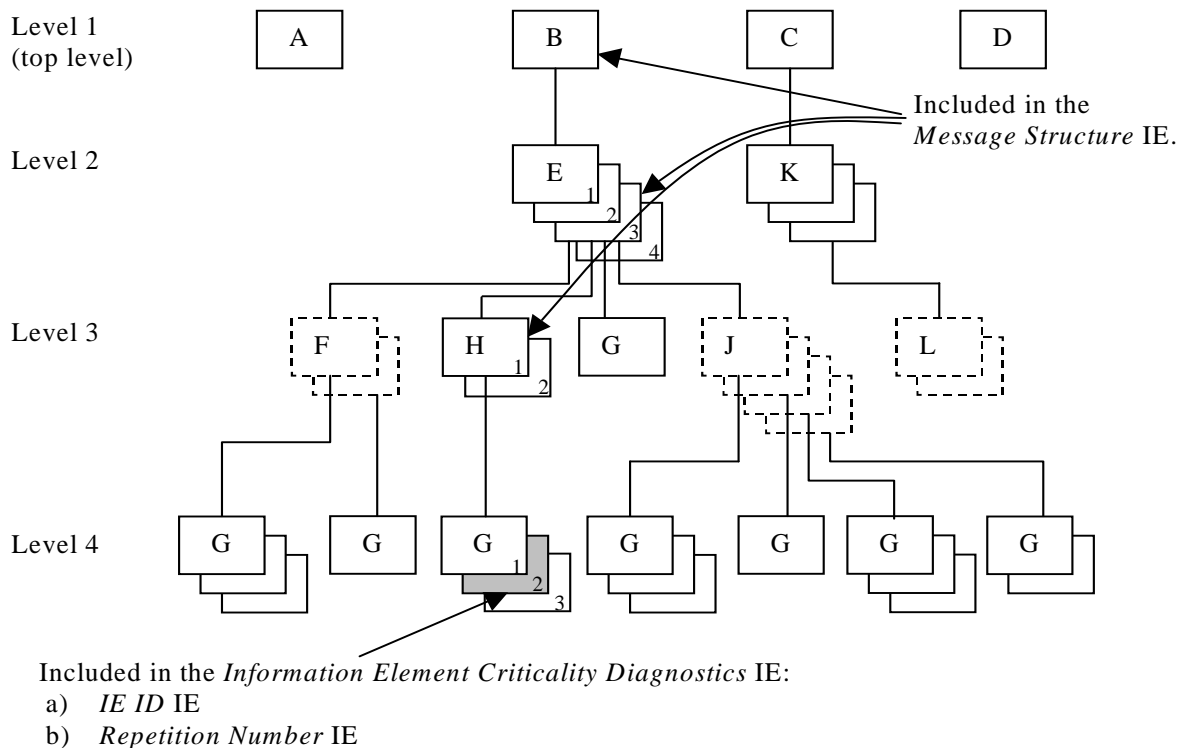 Level 1
(top level)
A
B
C
D
Included in the
Message Structure IE.
Level 2
E
1
2
3
4
K
Level 3
F
H
1
2
G
J
L
Level 4
G
G
G
1
2
3
G
G
G
G
Included in the Information Element Criticality Diagnostics IE:
a) IE ID IE
b) Repetition Number IE